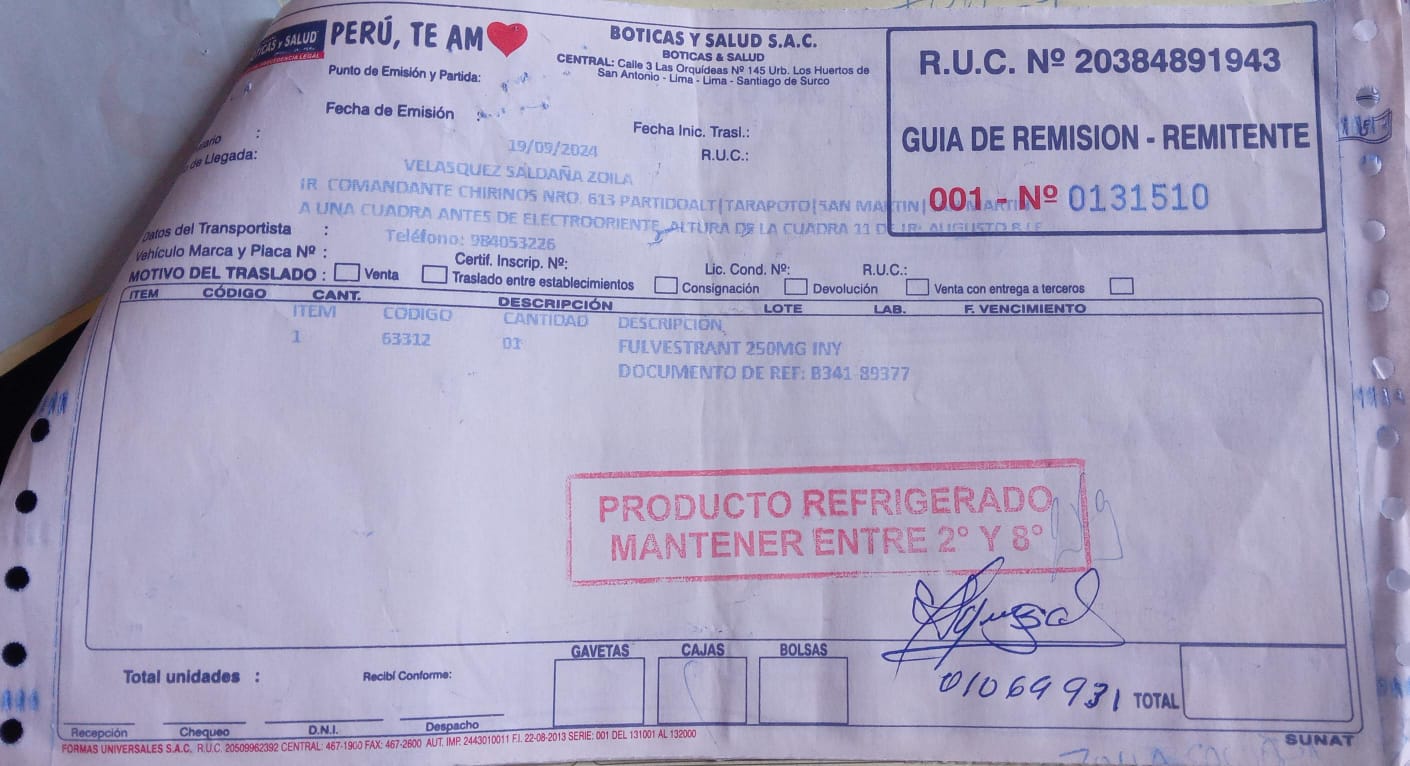 BOTICAS Y SALUD
PERÚ, TE AM
BOTICAS Y SALUD S.A.C.
BOTICAS & SALUD
CENTRAL: Calle 3 Las Orquídeas Nº 145 Urb. Los Huertos de
San Antonio - Lima - Lima - Santiago de Surco
R.U.C. Nº 20384891943
GUIA DE REMISION - REMITENTE
001 - Nº 0131510
Punto de Emisión y Partida:
Fecha de Emisión :
Fecha Inic. Trasl.:
19/09/2024
R.U.C.:
de Llegada:
VELASQUEZ SALDAÑA ZOILA
JR COMANDANTE CHIRINOS NRO. 613 PARTIDOALT|TARAPOTO|SAN MARTIN|
A UNA CUADRA ANTES DE ELECTROORIENTE, ALTURA DE LA CUADRA 11 DE JR: AUGUSTO B LE
Datos del Transportista :
Teléfono: 984053226
Vehículo Marca y Placa Nº :
Certif. Inscrip. Nº:
Lic. Cond. Nº:
R.U.C.:
MOTIVO DEL TRASLADO : Venta Traslado entre establecimientos Consignación Devolución Venta con entrega a terceros
ITEM CÓDIGO CANT. DESCRIPCIÓN LOTE LAB. F. VENCIMIENTO
ITEM CODIGO CANTIDAD DESCRIPCIÓN
1 63312 01 FULVESTRANT 250MG INY
DOCUMENTO DE REF: B341-89377
PRODUCTO REFRIGERADO
MANTENER ENTRE 2° Y 8°
01069931
Total unidades :
Recibí Conforme:
GAVETAS CAJAS BOLSAS
TOTAL
Recepción Chequeo D.N.I. Despacho
SUNAT
FORMAS UNIVERSALES S.A.C. R.U.C. 20509962392 CENTRAL: 467-1900 FAX: 467-2600 AUT. IMP. 2443010011 F.I. 22-08-2013 SERIE: 001 DEL 131001 AL 132000